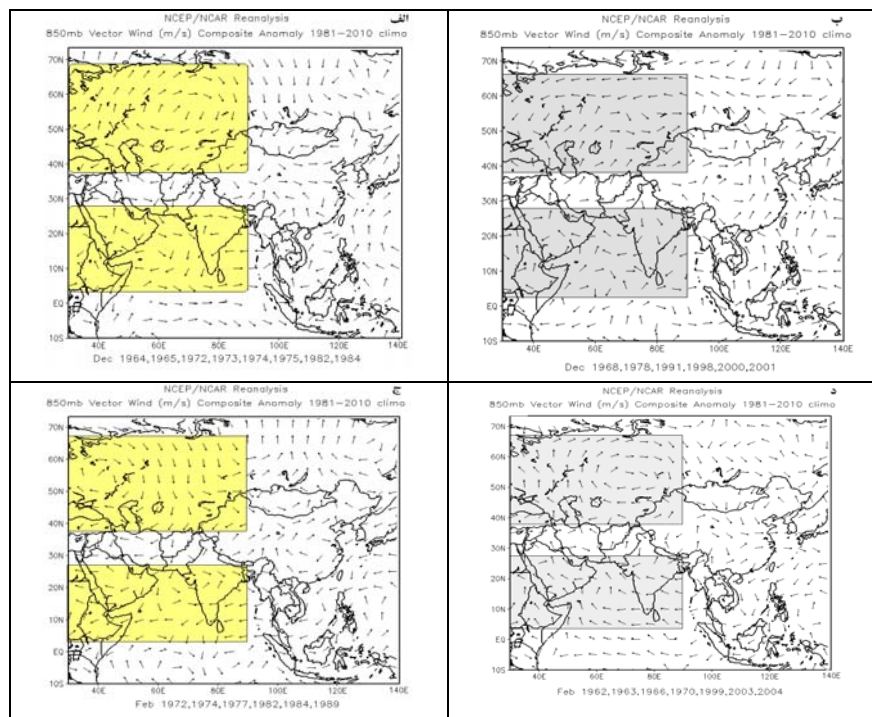 NCEP/NCAR Reanalysis
الف
850mb Vector Wind (m/s) Composite Anomaly 1981-2010 climo
70N
60N
50N
40N
30N
20N
10N
EQ
10S
40E 60E 80E 100E 120E 140E
Dec 1964,1965,1972,1973,1974,1975,1982,1984
NCEP/NCAR Reanalysis
ب
850mb Vector Wind (m/s) Composite Anomaly 1981-2010 climo
70N
60N
50N
40N
30N
20N
10N
EQ
10S
40E 60E 80E 100E 120E 140E
Dec 1968,1978,1991,1998,2000,2001
NCEP/NCAR Reanalysis
ج
850mb Vector Wind (m/s) Composite Anomaly 1981-2010 climo
70N
60N
50N
40N
30N
20N
10N
EQ
10S
40E 60E 80E 100E 120E 140E
Feb 1972,1974,1977,1982,1984,1989
NCEP/NCAR Reanalysis
د
850mb Vector Wind (m/s) Composite Anomaly 1981-2010 climo
70N
60N
50N
40N
30N
20N
10N
EQ
10S
40E 60E 80E 100E 120E 140E
Feb 1962,1963,1966,1970,1999,2003,2004